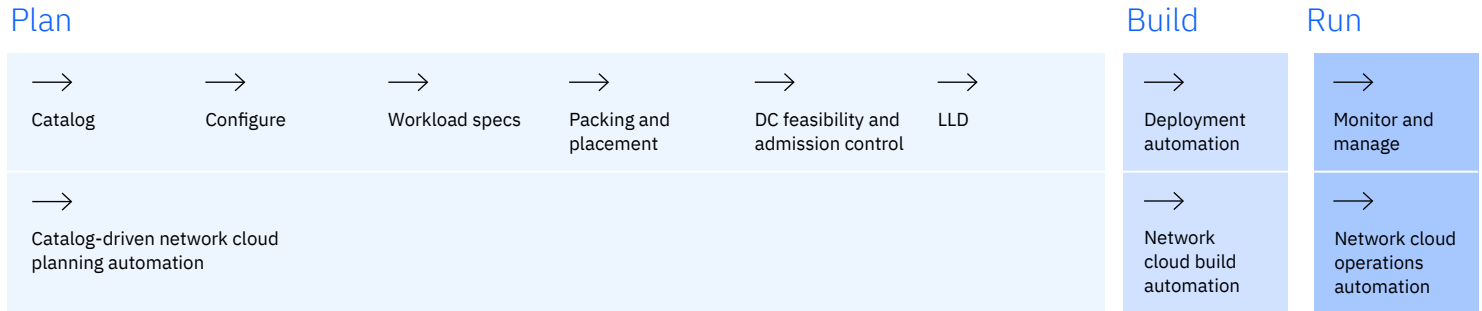 Plan
Build
Run
Catalog
Configure
Workload specs
Packing and
placement
DC feasibility and
admission control
LLD
Deployment
automation
Monitor and
manage
Catalog-driven network cloud
planning automation
Network
cloud build
automation
Network cloud
operations
automation